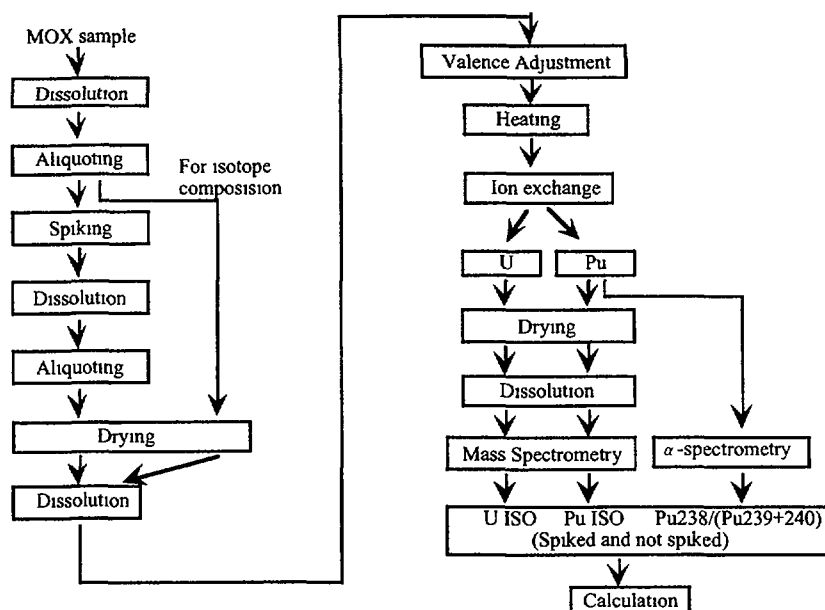 MOX sample
Dissolution
Aliquoting
For isotope
composision
Spiking
Dissolution
Aliquoting
Drying
Dissolution
Valence Adjustment
Heating
Ion exchange
U
Pu
Drying
Dissolution
Mass Spectrometry
α-spectrometry
U ISO Pu ISO Pu238/(Pu239+240)
(Spiked and not spiked)
Calculation